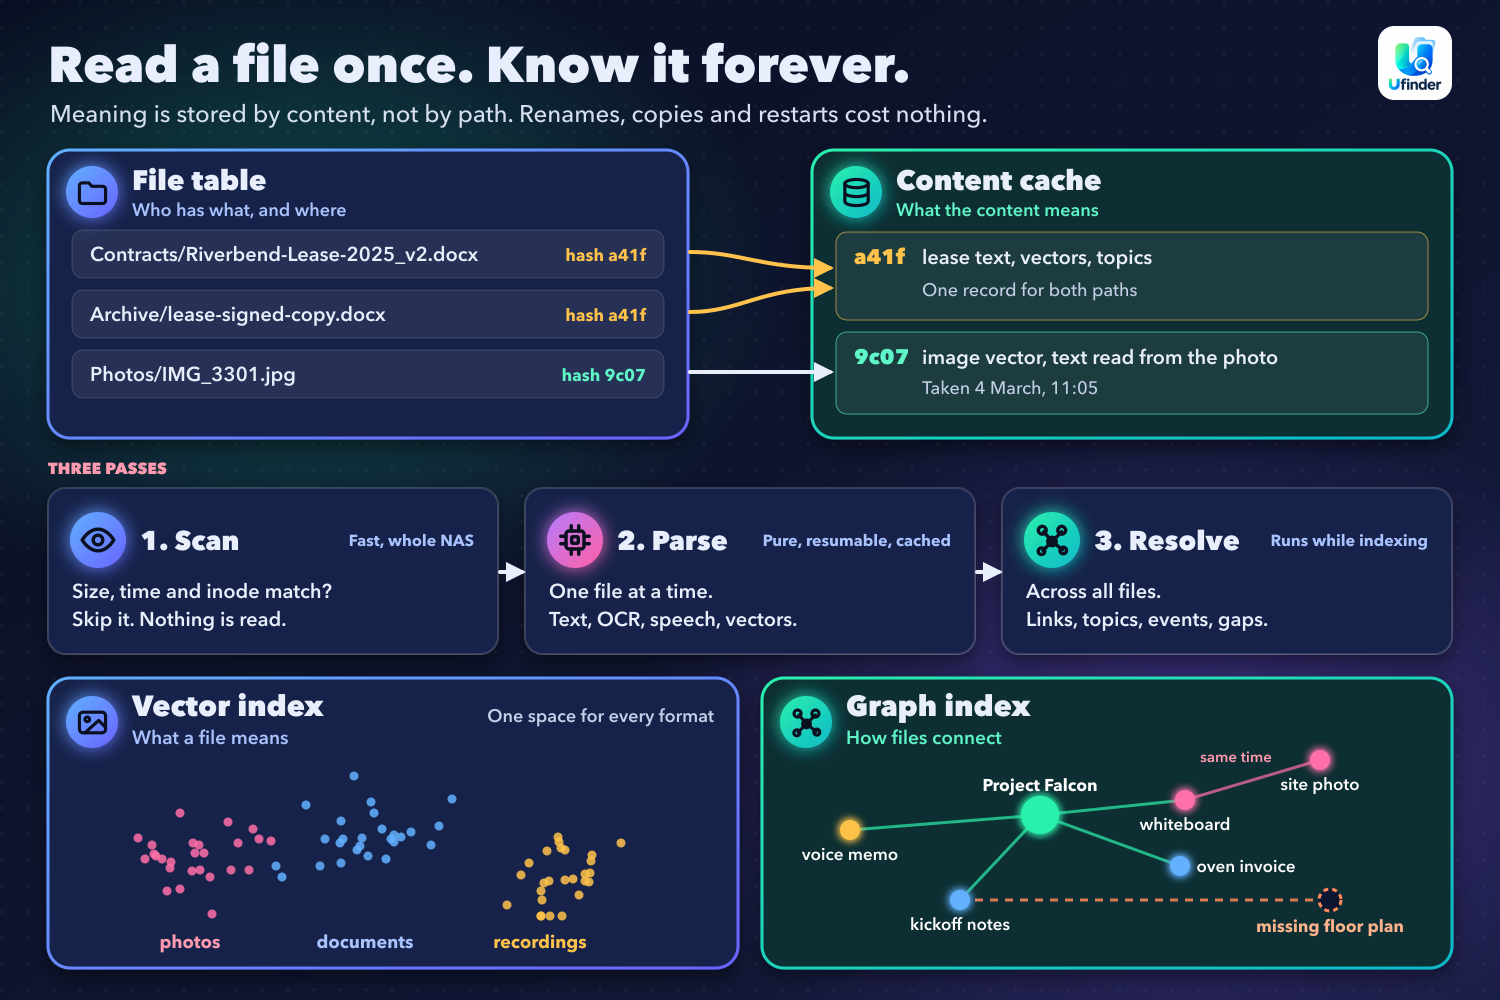 Read a file once. Know it forever.
Meaning is stored by content, not by path. Renames, copies and restarts cost nothing.
Ufinder
File table
Who has what, and where
Contracts/Riverbend-Lease-2025_v2.docx hash a41f
Archive/lease-signed-copy.docx hash a41f
Photos/IMG_3301.jpg hash 9c07
Content cache
What the content means
a41f lease text, vectors, topics
One record for both paths
9c07 image vector, text read from the photo
Taken 4 March, 11:05
THREE PASSES
1. Scan Fast, whole NAS
Size, time and inode match?
Skip it. Nothing is read.
2. Parse Pure, resumable, cached
One file at a time.
Text, OCR, speech, vectors.
3. Resolve Runs while indexing
Across all files.
Links, topics, events, gaps.
Vector index
What a file means
One space for every format
photos
documents
recordings
Graph index
How files connect
same time
site photo
Project Falcon
whiteboard
voice memo
oven invoice
kickoff notes
missing floor plan